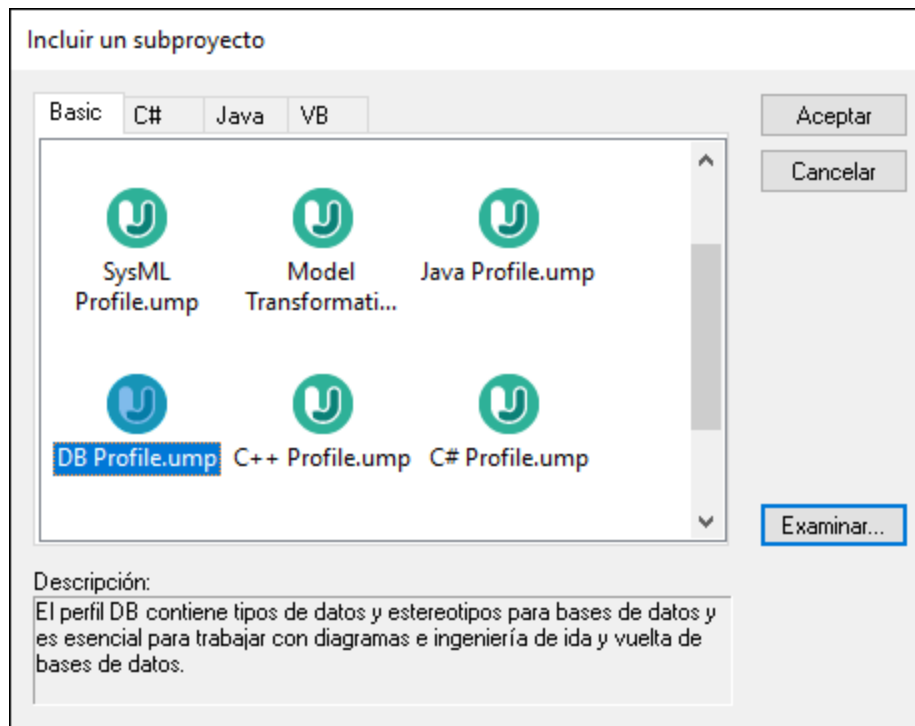 Incluir un subproyecto
Basic C# Java VB
Aceptar
Cancelar
SysML Profile.ump
Model Transformati...
Java Profile.ump
DB Profile.ump C++ Profile.ump C# Profile.ump
Examinar...
Descripción:
El perfil DB contiene tipos de datos y estereotipos para bases de datos y
es esencial para trabajar con diagramas e ingeniería de ida y vuelta de
bases de datos.